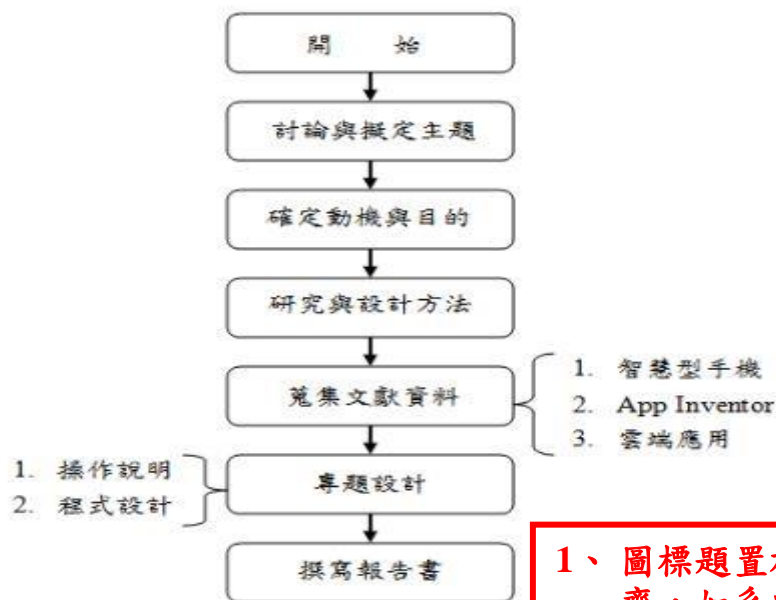 開 始
討論與擬定主題
確定動機與目的
研究與設計方法
蒐集文獻資料
1. 智慧型手機
2. App Inventor
3. 雲端應用
1. 操作說明
2. 程式設計
專題設計
撰寫報告書
1、圖標題置